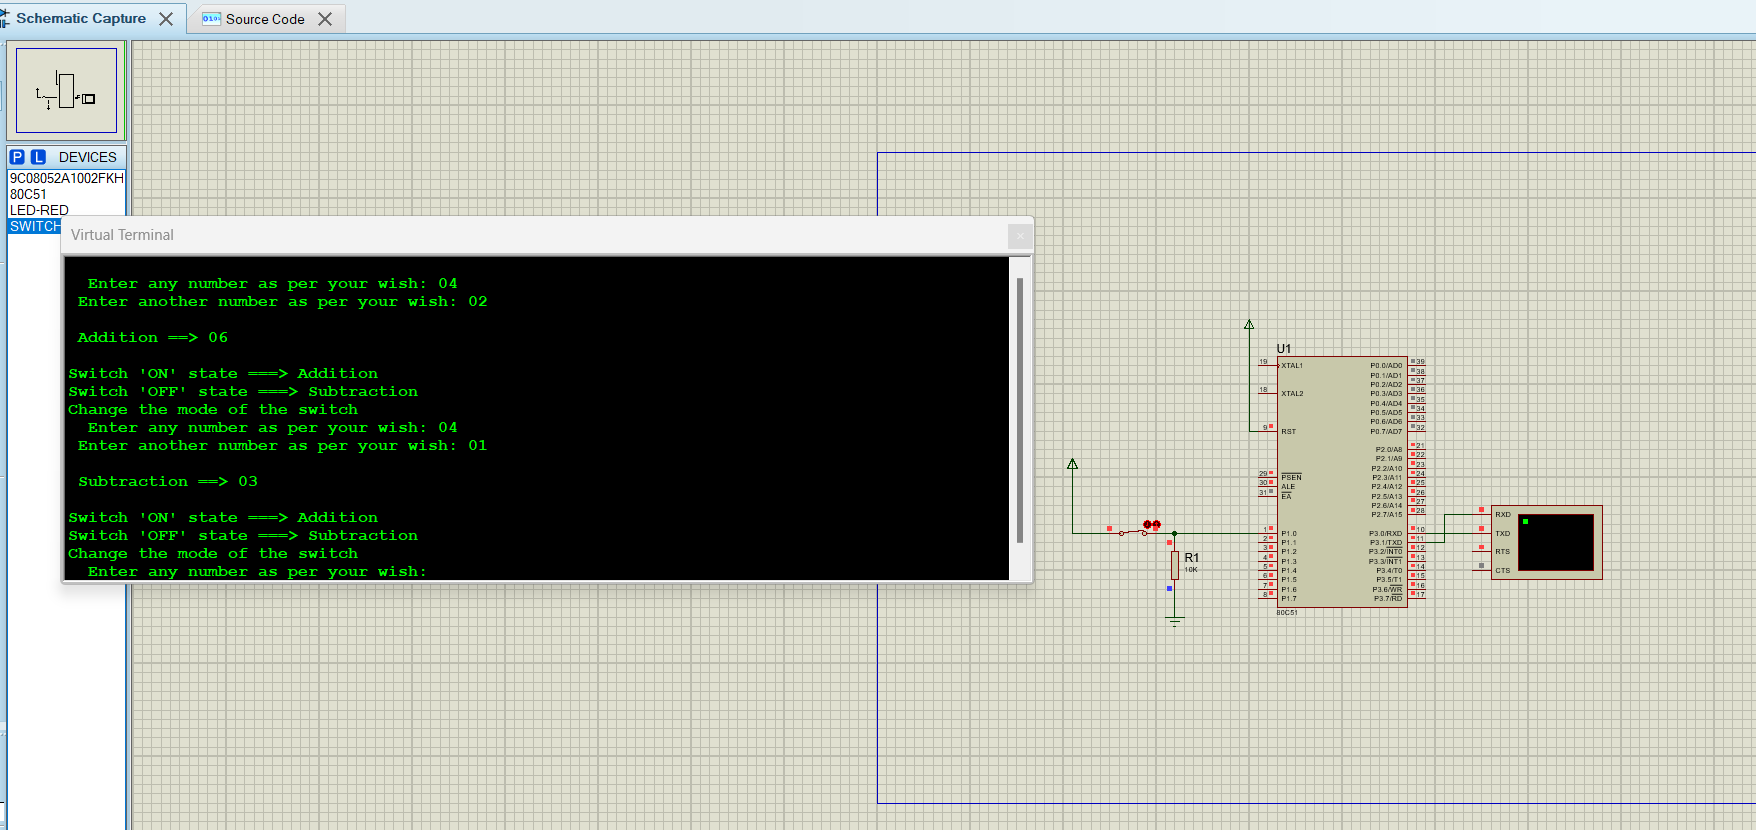 Schematic Capture
Source Code
P L DEVICES
9C08052A1002FKH
80C51
LED-RED
SWITCH
Virtual Terminal
Enter any number as per your wish: 04
Enter another number as per your wish: 02
Addition ==> 06
Switch 'ON' state ===> Addition
Switch 'OFF' state ===> Subtraction
Change the mode of the switch
Enter any number as per your wish: 04
Enter another number as per your wish: 01
Subtraction ==> 03
Switch 'ON' state ===> Addition
Switch 'OFF' state ===> Subtraction
Change the mode of the switch
Enter any number as per your wish:
U1
19 XTAL1 P0.0/AD0 39
P0.1/AD1 38
P0.2/AD2 37
18 XTAL2 P0.3/AD3 36
P0.4/AD4 35
P0.5/AD5 34
P0.6/AD6 33
9 RST P0.7/AD7 32
P2.0/A8 21
P2.1/A9 22
P2.2/A10 23
29 PSEN P2.3/A11 24
30 ALE P2.4/A12 25
31 EA P2.5/A13 26
P2.6/A14 27
P2.7/A15 28
1 P1.0 P3.0/RXD 10
2 P1.1 P3.1/TXD 11
3 P1.2 P3.2/INT0 12
4 P1.3 P3.3/INT1 13
5 P1.4 P3.4/T0 14
6 P1.5 P3.5/T1 15
7 P1.6 P3.6/WR 16
8 P1.7 P3.7/RD 17
80C51
R1
10K
RXD
TXD
RTS
CTS